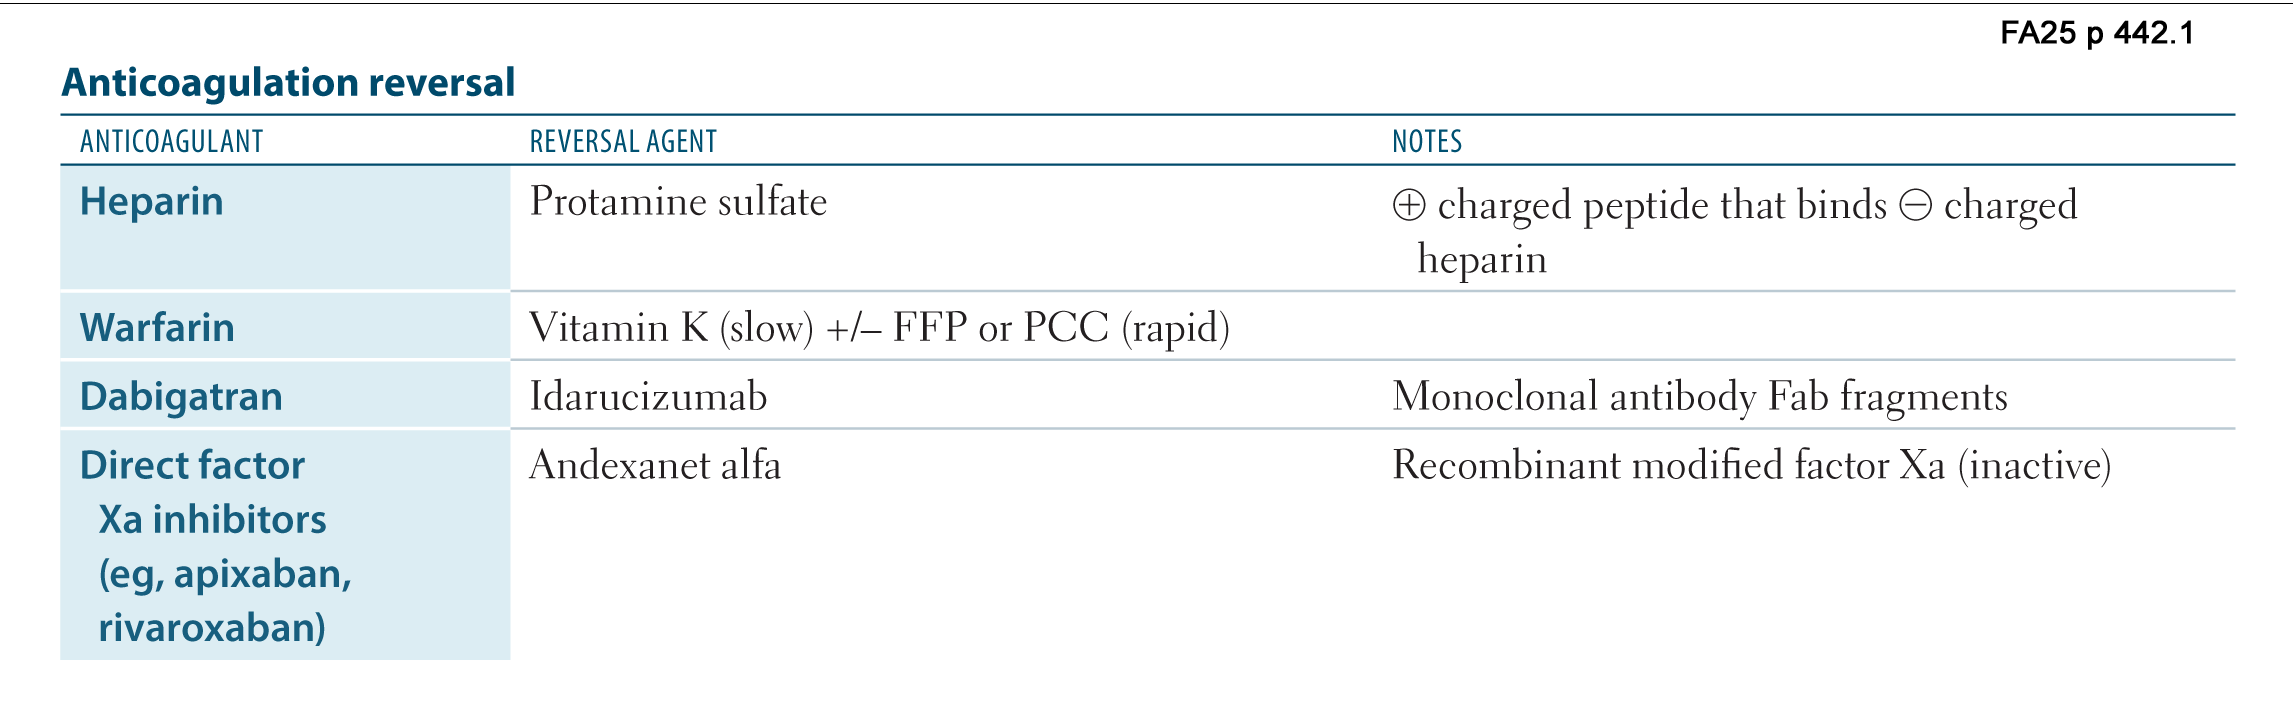 FA25 p 442.1
Anticoagulation reversal
ANTICOAGULANT REVERSAL AGENT NOTES
Heparin Protamine sulfate ⊕ charged peptide that binds ⊖ charged
heparin
Warfarin Vitamin K (slow) +/– FFP or PCC (rapid)
Dabigatran Idarucizumab Monoclonal antibody Fab fragments
Direct factor Andexanet alfa Recombinant modified factor Xa (inactive)
Xa inhibitors
(eg, apixaban,
rivaroxaban)